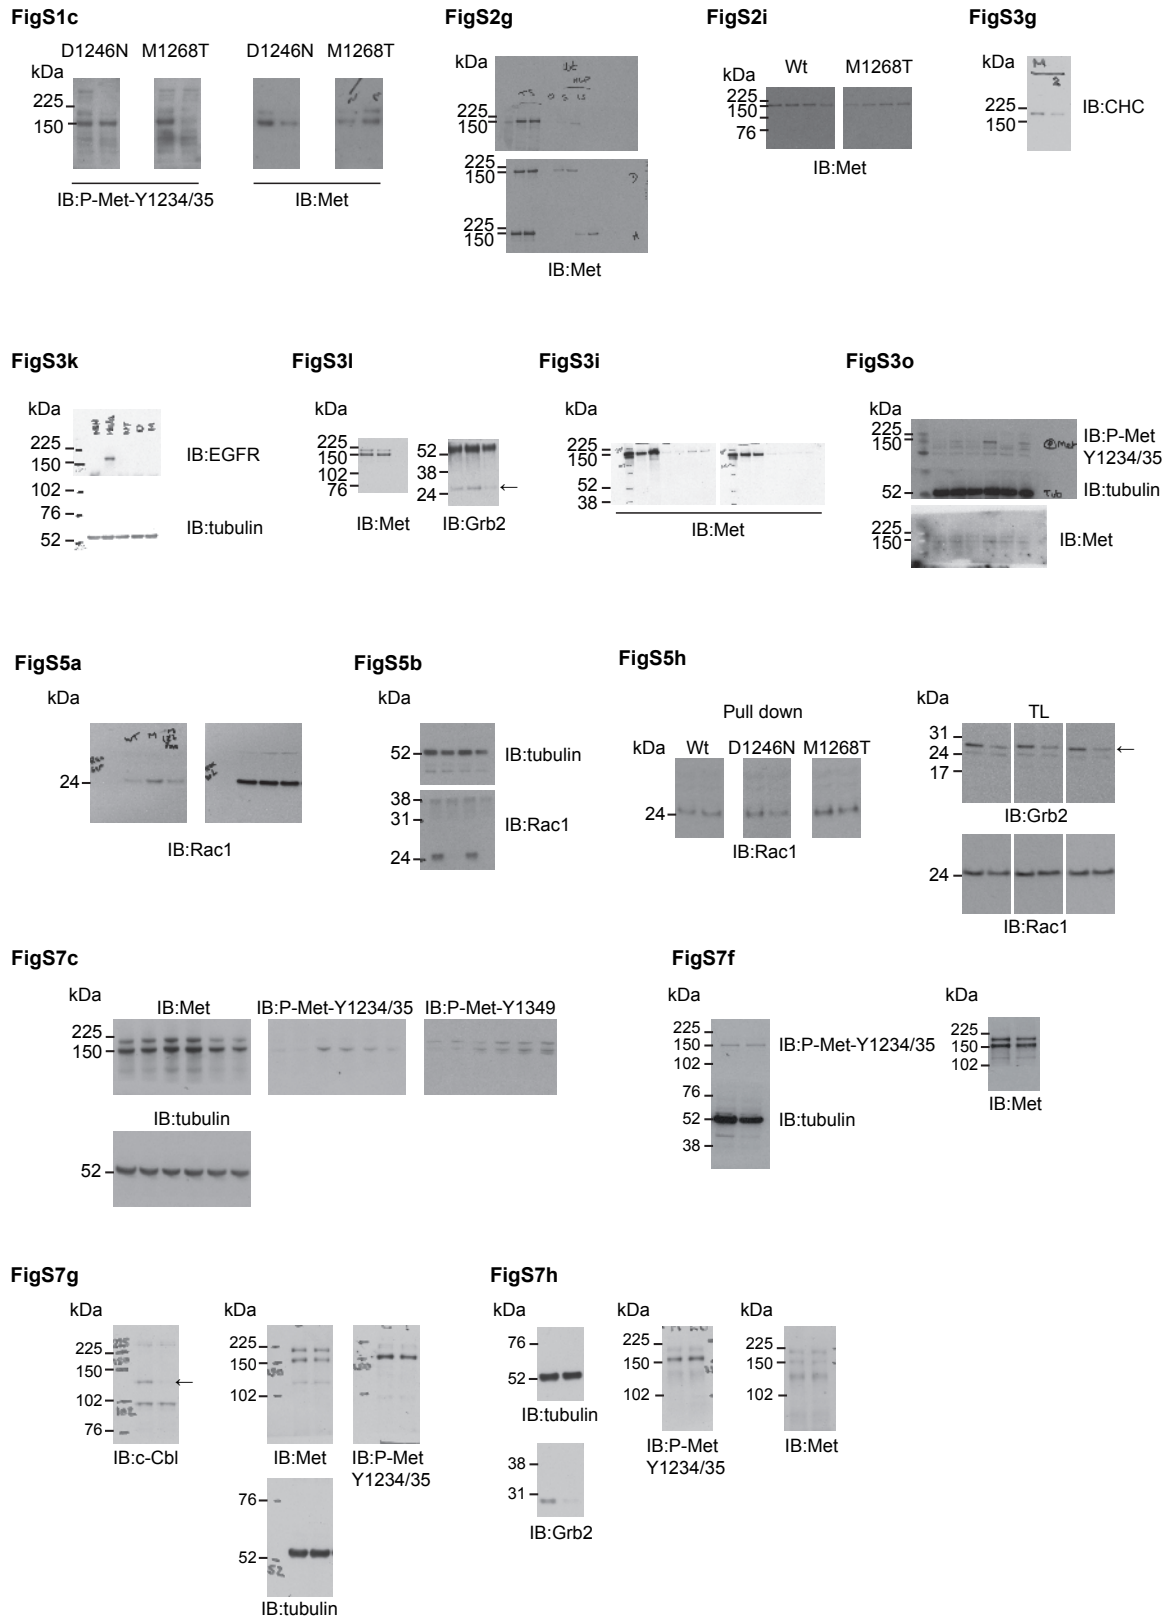 FigS1c
D1246N M1268T D1246N M1268T
kDa
225
150
IB:P-Met-Y1234/35
IB:Met
FigS2g
kDa
225
150
225
150
225
150
IB:Met
FigS2i
kDa
Wt M1268T
225
150
76
IB:Met
FigS3g
kDa
M
2
225
150
IB:CHC
FigS3k
kDa
225
150
102
76
52
IB:EGFR
IB:tubulin
FigS3l
kDa
225
150
102
76
IB:Met
52
38
24
←
IB:Grb2
FigS3i
kDa
225
150
52
38
IB:Met
FigS3o
kDa
225
150
52
IB:P-Met
Y1234/35
IB:tubulin
Met
Tub
225
150
IB:Met
FigS5a
kDa
WT M
24
IB:Rac1
FigS5b
kDa
52
IB:tubulin
38
31
24
IB:Rac1
FigS5h
Pull down
kDa Wt D1246N M1268T
24
IB:Rac1
kDa
TL
31
24
17
←
IB:Grb2
24
IB:Rac1
FigS7c
kDa
IB:Met IB:P-Met-Y1234/35 IB:P-Met-Y1349
225
150
IB:tubulin
52
FigS7f
kDa
225
150
102
76
52
38
IB:P-Met-Y1234/35
IB:tubulin
kDa
225
150
102
IB:Met
FigS7g
kDa
225
150
102
76
←
102
IB:c-Cbl
kDa
225
150
102
IB:Met
IB:P-Met
Y1234/35
76
52
52
IB:tubulin
FigS7h
kDa
76
52
IB:tubulin
38
31
IB:Grb2
kDa
225
150
102
IB:P-Met
Y1234/35
kDa
225
150
102
IB:Met